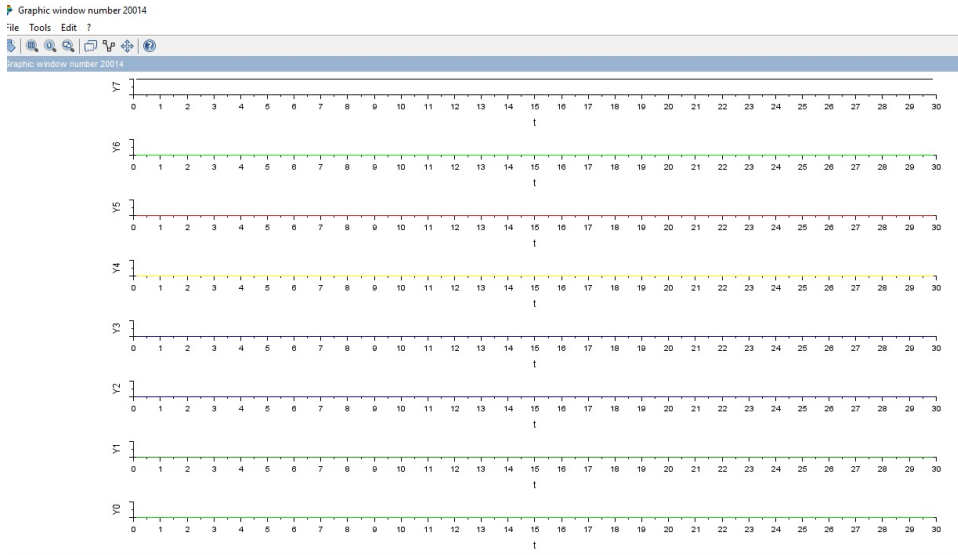 Graphic window number 20014
File Tools Edit ?
Graphic window number 20014
Y7
0 1 2 3 4 5 6 7 8 9 10 11 12 13 14 15 16 17 18 19 20 21 22 23 24 25 26 27 28 29 30
t
Y6
0 1 2 3 4 5 6 7 8 9 10 11 12 13 14 15 16 17 18 19 20 21 22 23 24 25 26 27 28 29 30
t
Y5
0 1 2 3 4 5 6 7 8 9 10 11 12 13 14 15 16 17 18 19 20 21 22 23 24 25 26 27 28 29 30
t
Y4
0 1 2 3 4 5 6 7 8 9 10 11 12 13 14 15 16 17 18 19 20 21 22 23 24 25 26 27 28 29 30
t
Y3
0 1 2 3 4 5 6 7 8 9 10 11 12 13 14 15 16 17 18 19 20 21 22 23 24 25 26 27 28 29 30
t
Y2
0 1 2 3 4 5 6 7 8 9 10 11 12 13 14 15 16 17 18 19 20 21 22 23 24 25 26 27 28 29 30
t
Y1
0 1 2 3 4 5 6 7 8 9 10 11 12 13 14 15 16 17 18 19 20 21 22 23 24 25 26 27 28 29 30
t
Y0
0 1 2 3 4 5 6 7 8 9 10 11 12 13 14 15 16 17 18 19 20 21 22 23 24 25 26 27 28 29 30
t